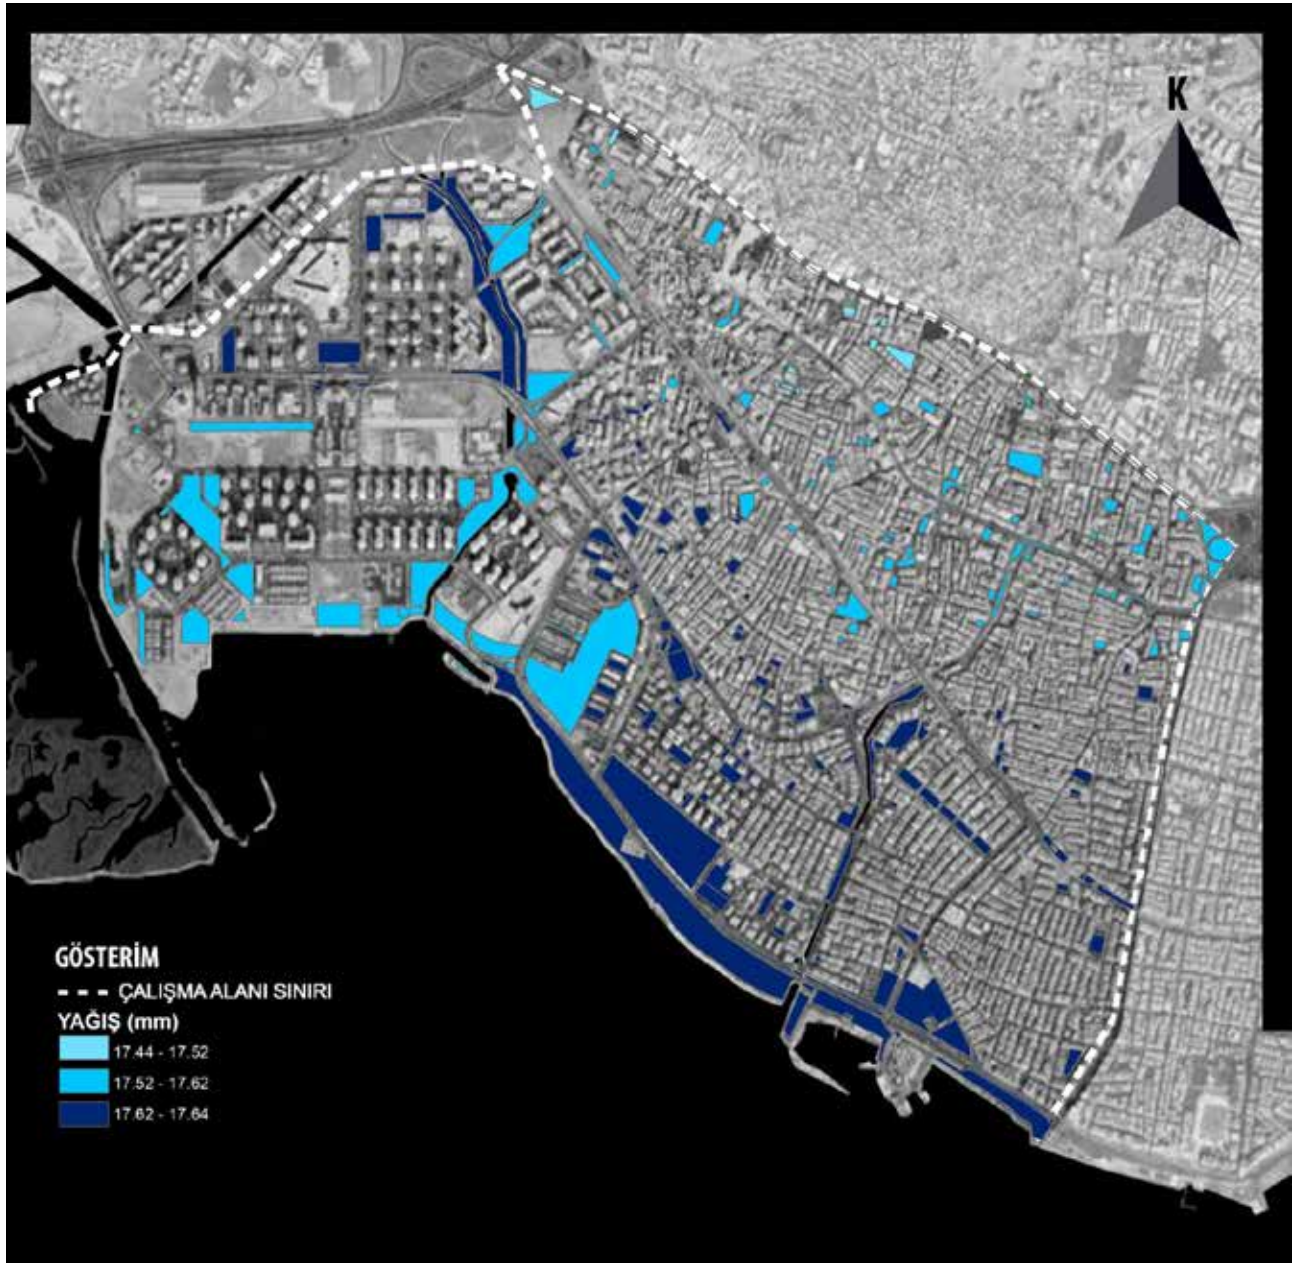 K
GÖSTERİM
ÇALIŞMA ALANI SINIRI
YAĞIŞ (mm)
17.44 - 17.52
17.52 - 17.62
17.62 - 17.64